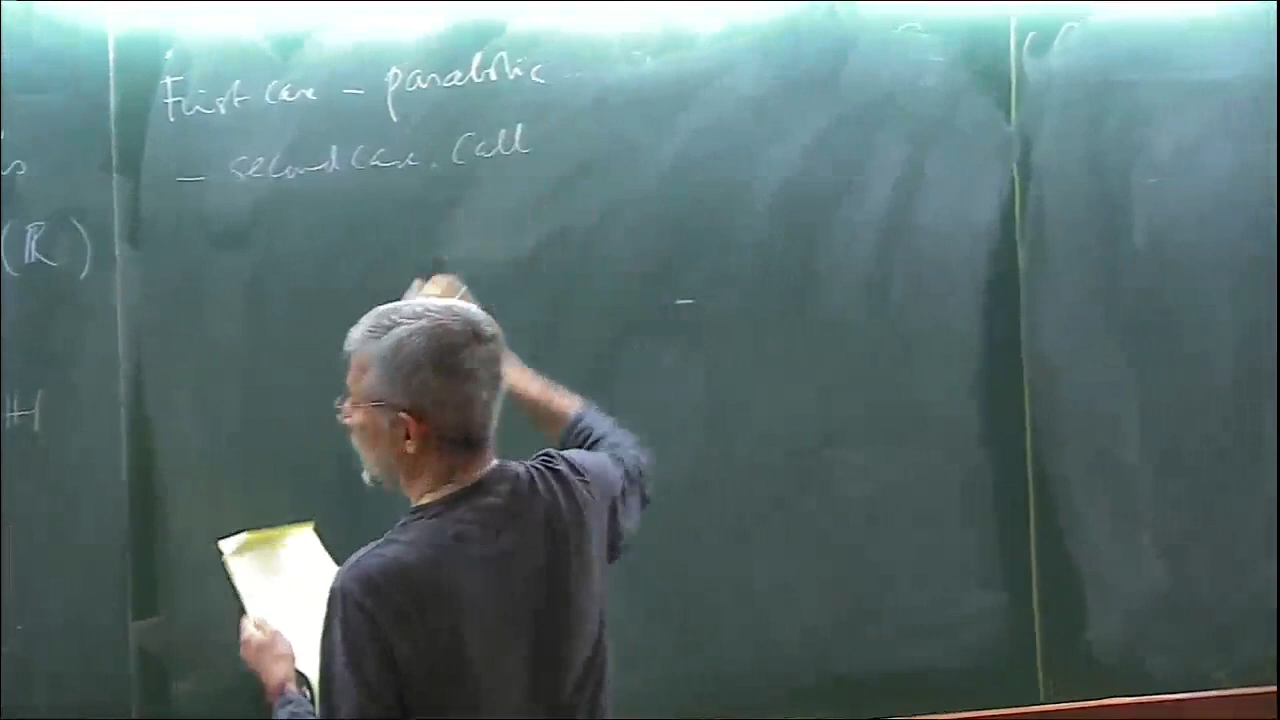 s
(ℝ)
H
First case – parabolic
– second case. Call